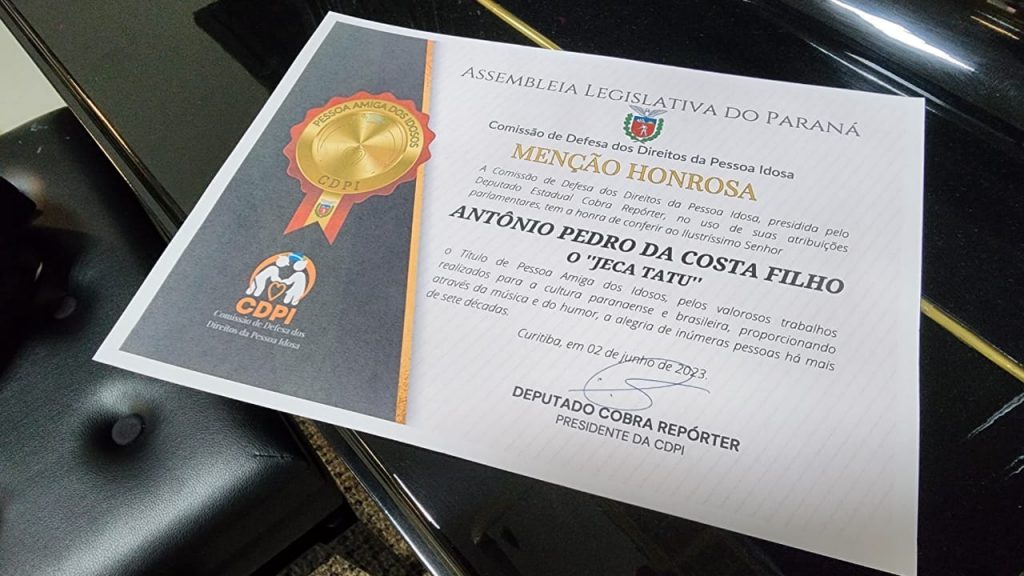 PESSOA AMIGA DOS IDOSOS
CDPI
CDPI
Comissão de Defesa dos
Direitos da Pessoa Idosa
ASSEMBLEIA LEGISLATIVA DO PARANÁ
Comissão de Defesa dos Direitos da Pessoa Idosa
MENÇÃO HONROSA
A Comissão de Defesa dos Direitos da Pessoa Idosa, presidida pelo
Deputado Estadual Cobra Repórter, no uso de suas atribuições
parlamentares, tem a honra de conferir ao Ilustríssimo Senhor
ANTÔNIO PEDRO DA COSTA FILHO
O "JECA TATU"
o Título de Pessoa Amiga dos Idosos, pelos valorosos trabalhos
realizados para a cultura paranaense e brasileira, proporcionando
através da música e do humor, a alegria de inúmeras pessoas há mais
de sete décadas.
Curitiba, em 02 de junho de 2023.
DEPUTADO COBRA REPÓRTER
PRESIDENTE DA CDPI